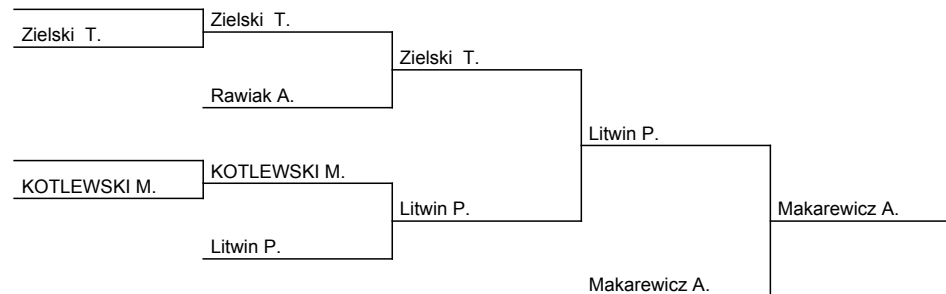 Zielski T.
Zielski T.
Zielski T.
Rawiak A.
Litwin P.
KOTLEWSKI M.
KOTLEWSKI M.
Litwin P.
Makarewicz A.
Litwin P.
Makarewicz A.